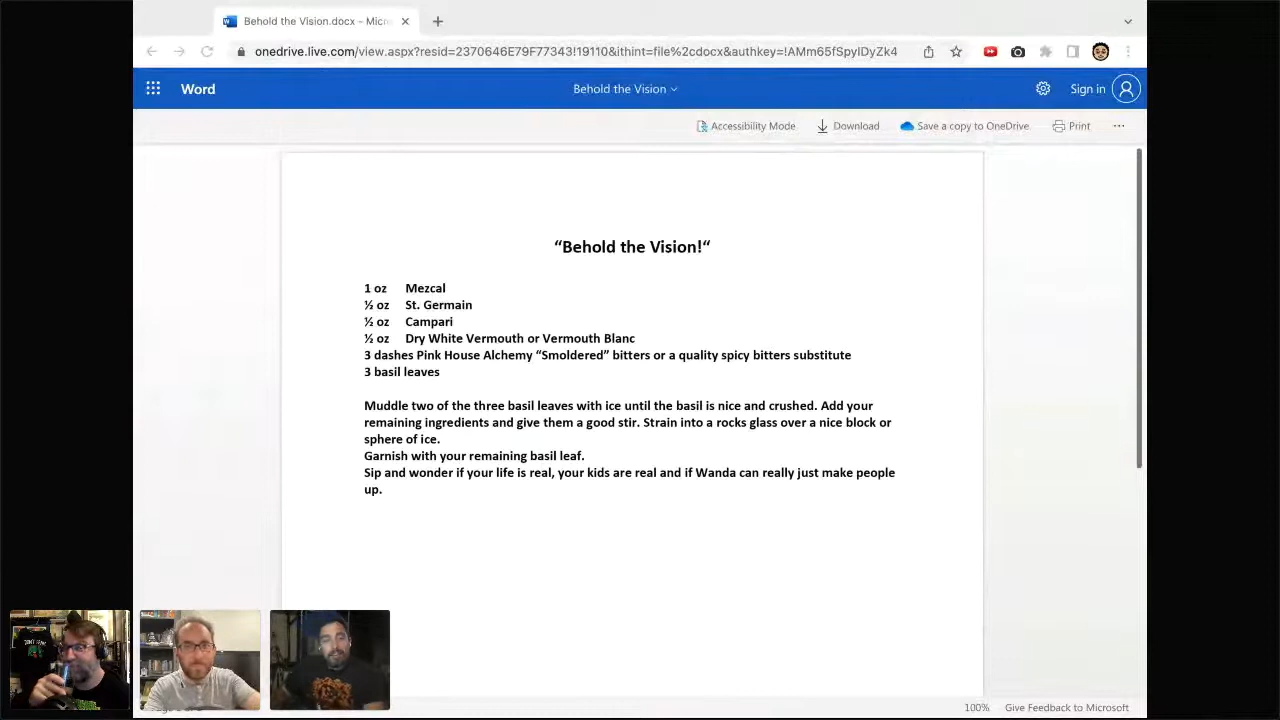 Behold the Vision.docx – Micro
onedrive.live.com/view.aspx?resid=2370646E79F77343!19110&ithint=file%2cdocx&authkey=!AMm65fSpyIDyZk4
Word
Behold the Vision
Sign in
Accessibility Mode
Download
Save a copy to OneDrive
Print
“Behold the Vision!“
1 oz Mezcal
½ oz St. Germain
½ oz Campari
½ oz Dry White Vermouth or Vermouth Blanc
3 dashes Pink House Alchemy “Smoldered” bitters or a quality spicy bitters substitute
3 basil leaves
Muddle two of the three basil leaves with ice until the basil is nice and crushed. Add your
remaining ingredients and give them a good stir. Strain into a rocks glass over a nice block or
sphere of ice.
Garnish with your remaining basil leaf.
Sip and wonder if your life is real, your kids are real and if Wanda can really just make people
up.
100%
Give Feedback to Microsoft